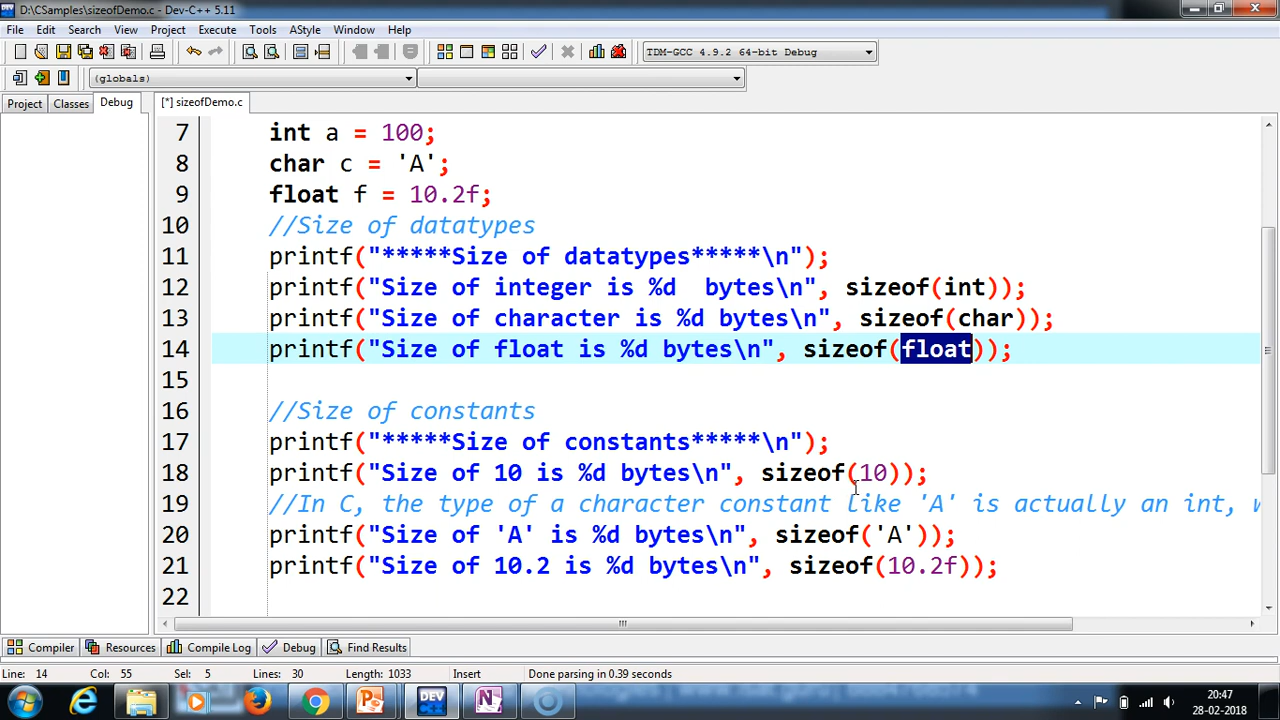 D:\CSamples\sizeofDemo.c - Dev-C++ 5.11
File Edit Search View Project Execute Tools AStyle Window Help
TDM-GCC 4.9.2 64-bit Debug
(globals)
Project Classes Debug [*] sizeofDemo.c
7 int a = 100;
8 char c = 'A';
9 float f = 10.2f;
10 //Size of datatypes
11 printf("*****Size of datatypes*****\n");
12 printf("Size of integer is %d  bytes\n", sizeof(int));
13 printf("Size of character is %d bytes\n", sizeof(char));
14 printf("Size of float is %d bytes\n", sizeof(float));
15
16 //Size of constants
17 printf("*****Size of constants*****\n");
18 printf("Size of 10 is %d bytes\n", sizeof(10));
19 //In C, the type of a character constant like 'A' is actually an int,
20 printf("Size of 'A' is %d bytes\n", sizeof('A'));
21 printf("Size of 10.2 is %d bytes\n", sizeof(10.2f));
22
Compiler Resources Compile Log Debug Find Results
Line: 14 Col: 55 Sel: 5 Lines: 30 Length: 1033 Insert Done parsing in 0.39 seconds
DEV C++
20:47
28-02-2018